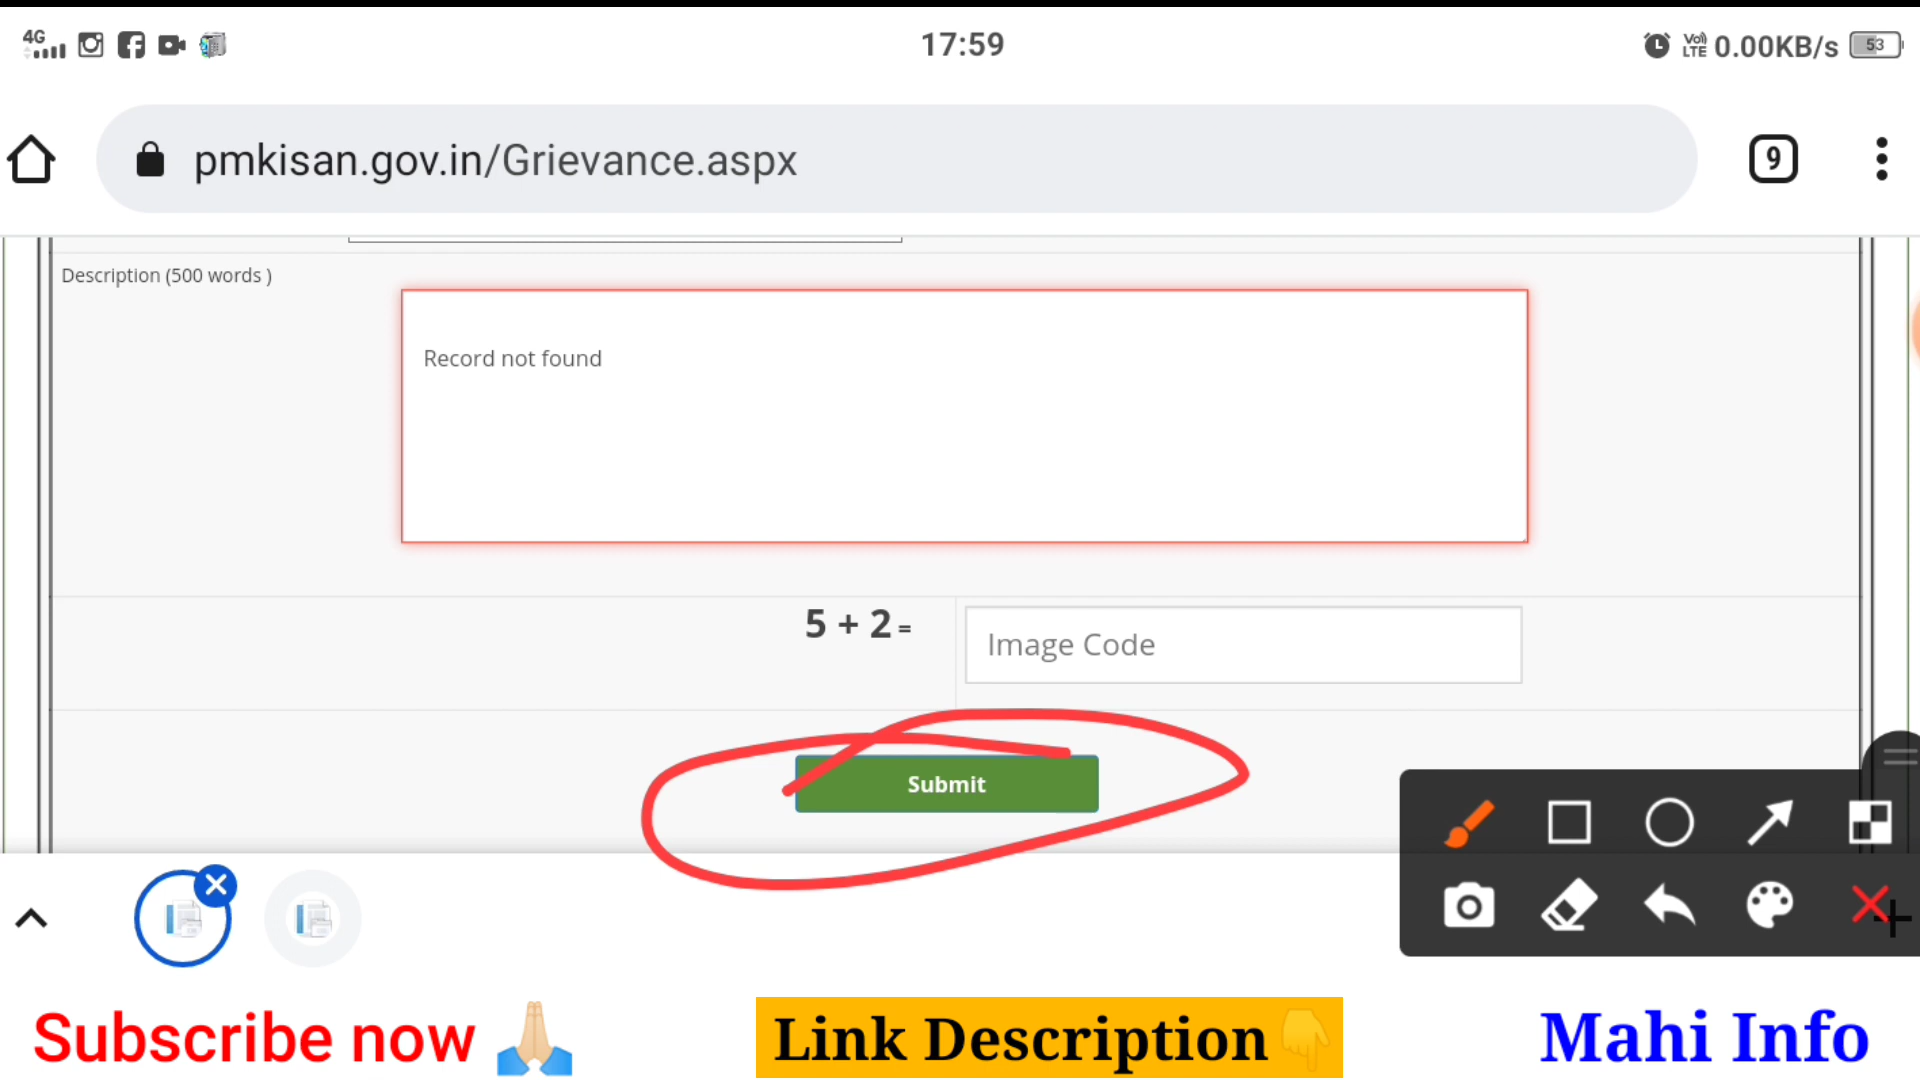 4G
17:59
Vol) LTE 0.00KB/s 53
pmkisan.gov.in/Grievance.aspx
9
Description (500 words )
Record not found
5 + 2 =
Image Code
Submit
Subscribe now
Link Description
Mahi Info